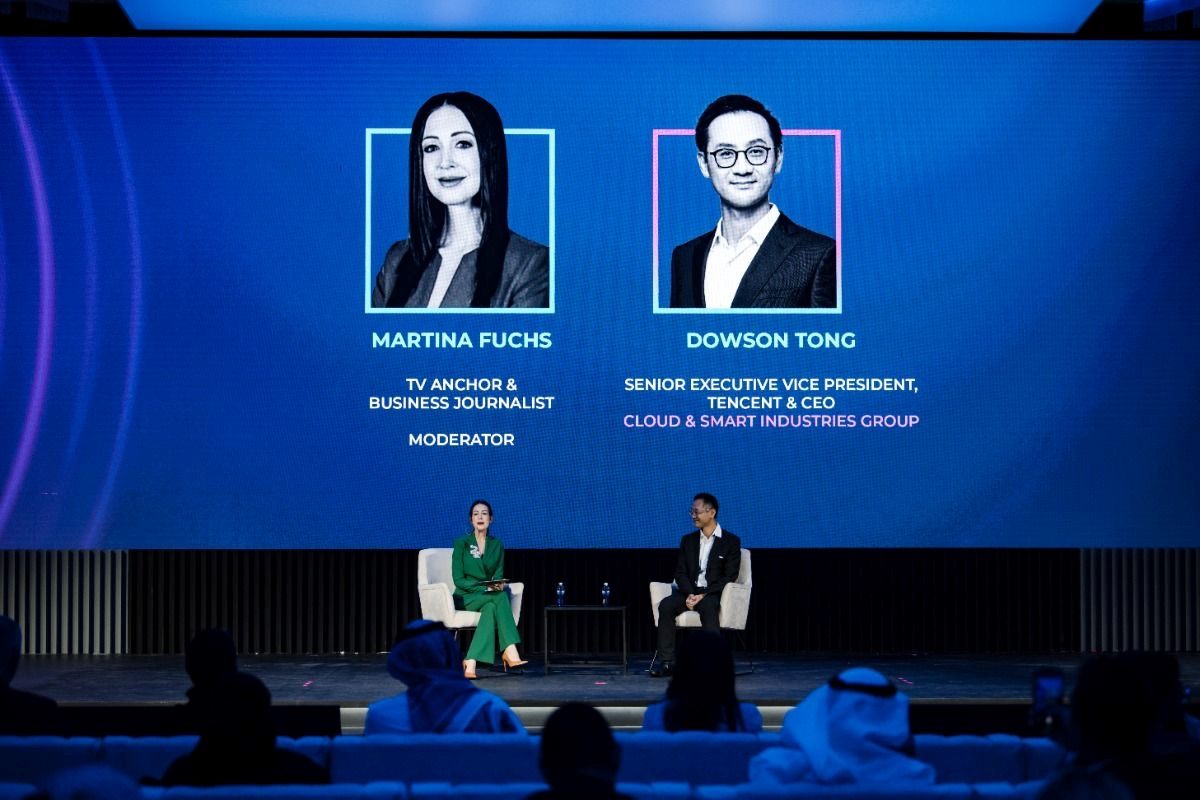 MARTINA FUCHS
TV ANCHOR &
BUSINESS JOURNALIST
MODERATOR
DOWSON TONG
SENIOR EXECUTIVE VICE PRESIDENT,
TENCENT & CEO
CLOUD & SMART INDUSTRIES GROUP